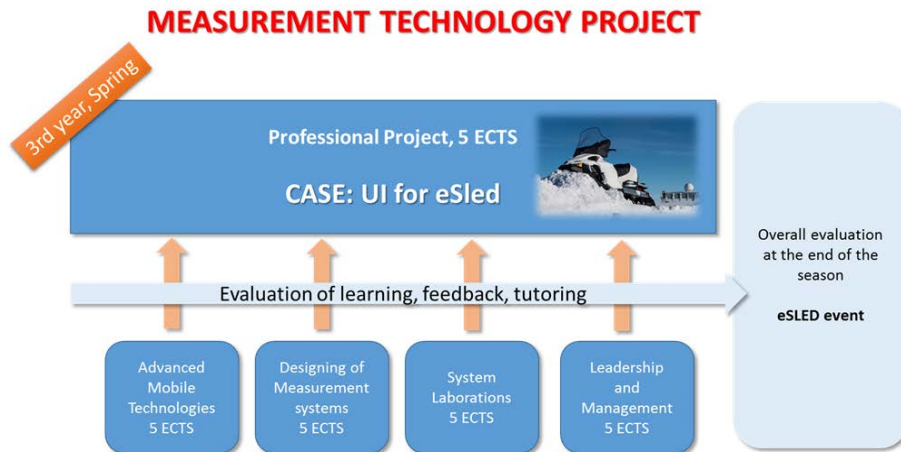 MEASUREMENT TECHNOLOGY PROJECT
3rd year, Spring
Professional Project, 5 ECTS
CASE: UI for eSled
Evaluation of learning, feedback, tutoring
Overall evaluation
at the end of the
season
eSLED event
Advanced
Mobile
Technologies
5 ECTS
Designing of
Measurement
systems
5 ECTS
System
Laborations
5 ECTS
Leadership
and
Management
5 ECTS